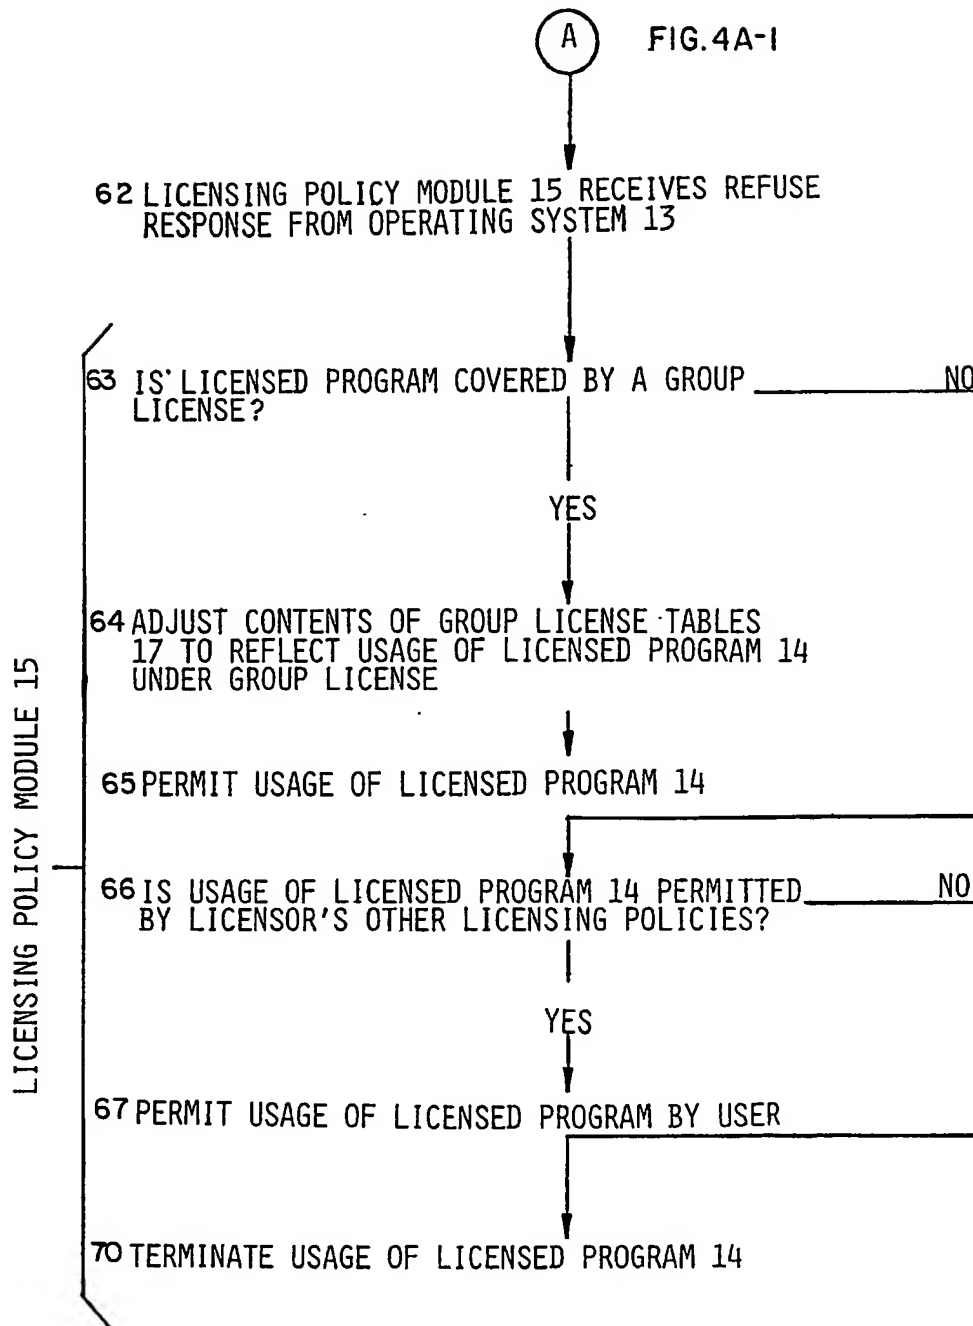 A
FIG.4A-1
62 LICENSING POLICY MODULE 15 RECEIVES REFUSE
RESPONSE FROM OPERATING SYSTEM 13
63 IS LICENSED PROGRAM COVERED BY A GROUP NO
LICENSE?
YES
64 ADJUST CONTENTS OF GROUP LICENSE TABLES
17 TO REFLECT USAGE OF LICENSED PROGRAM 14
UNDER GROUP LICENSE
65 PERMIT USAGE OF LICENSED PROGRAM 14
66 IS USAGE OF LICENSED PROGRAM 14 PERMITTED NO
BY LICENSOR'S OTHER LICENSING POLICIES?
YES
67 PERMIT USAGE OF LICENSED PROGRAM BY USER
70 TERMINATE USAGE OF LICENSED PROGRAM 14
LICENSING POLICY MODULE 15